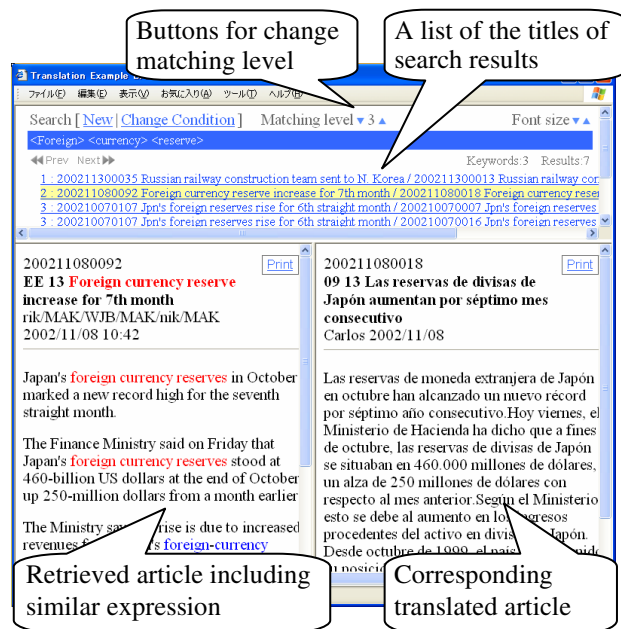 Buttons for change
matching level
A list of the titles of
search results
Translation Example
ファイル(F) 編集(E) 表示(V) お気に入り(A) ツール(T) ヘルプ(H)
Search [ New | Change Condition ] Matching level ▼ 3 ▲ Font size ▼ ▲
<Foreign> <currency> <reserve>
◀◀Prev Next▶▶ Keywords:3 Results:7
1 : 200211300035 Russian railway construction team sent to N. Korea / 200211300013 Russian railway con
2 : 200211080092 Foreign currency reserve increase for 7th month / 200211080018 Foreign currency reser
3 : 200210070107 Jpn's foreign reserves rise for 6th straight month / 200210070007 Jpn's foreign reserves
3 : 200210070107 Jpn's foreign reserves rise for 6th straight month / 200210070016 Jpn's foreign reserves
200211080092 Print
EE 13 Foreign currency reserve
increase for 7th month
rik/MAK/WJB/MAK/nik/MAK
2002/11/08 10:42
Japan's foreign currency reserves in October
marked a new record high for the seventh
straight month.
The Finance Ministry said on Friday that
Japan's foreign currency reserves stood at
460-billion US dollars at the end of October
up 250-million dollars from a month earlier
The Ministry say rise is due to increased
revenues f 's foreign-currency
200211080018 Print
09 13 Las reservas de divisas de
Japón aumentan por séptimo mes
consecutivo
Carlos 2002/11/08
Las reservas de moneda extranjera de Japón
en octubre han alcanzado un nuevo récord
por séptimo año consecutivo.Hoy viernes, el
Ministerio de Hacienda ha dicho que a fines
de octubre, las reservas de divisas de Japón
se situaban en 460.000 millones de dólares,
un alza de 250 millones de dólares con
respecto al mes anterior.Según el Ministerio
esto se debe al aumento en los ingresos
procedentes del activo en divis Japón.
Desde octubre de 1999, el país nido
su posició
Retrieved article including
similar expression
Corresponding
translated article